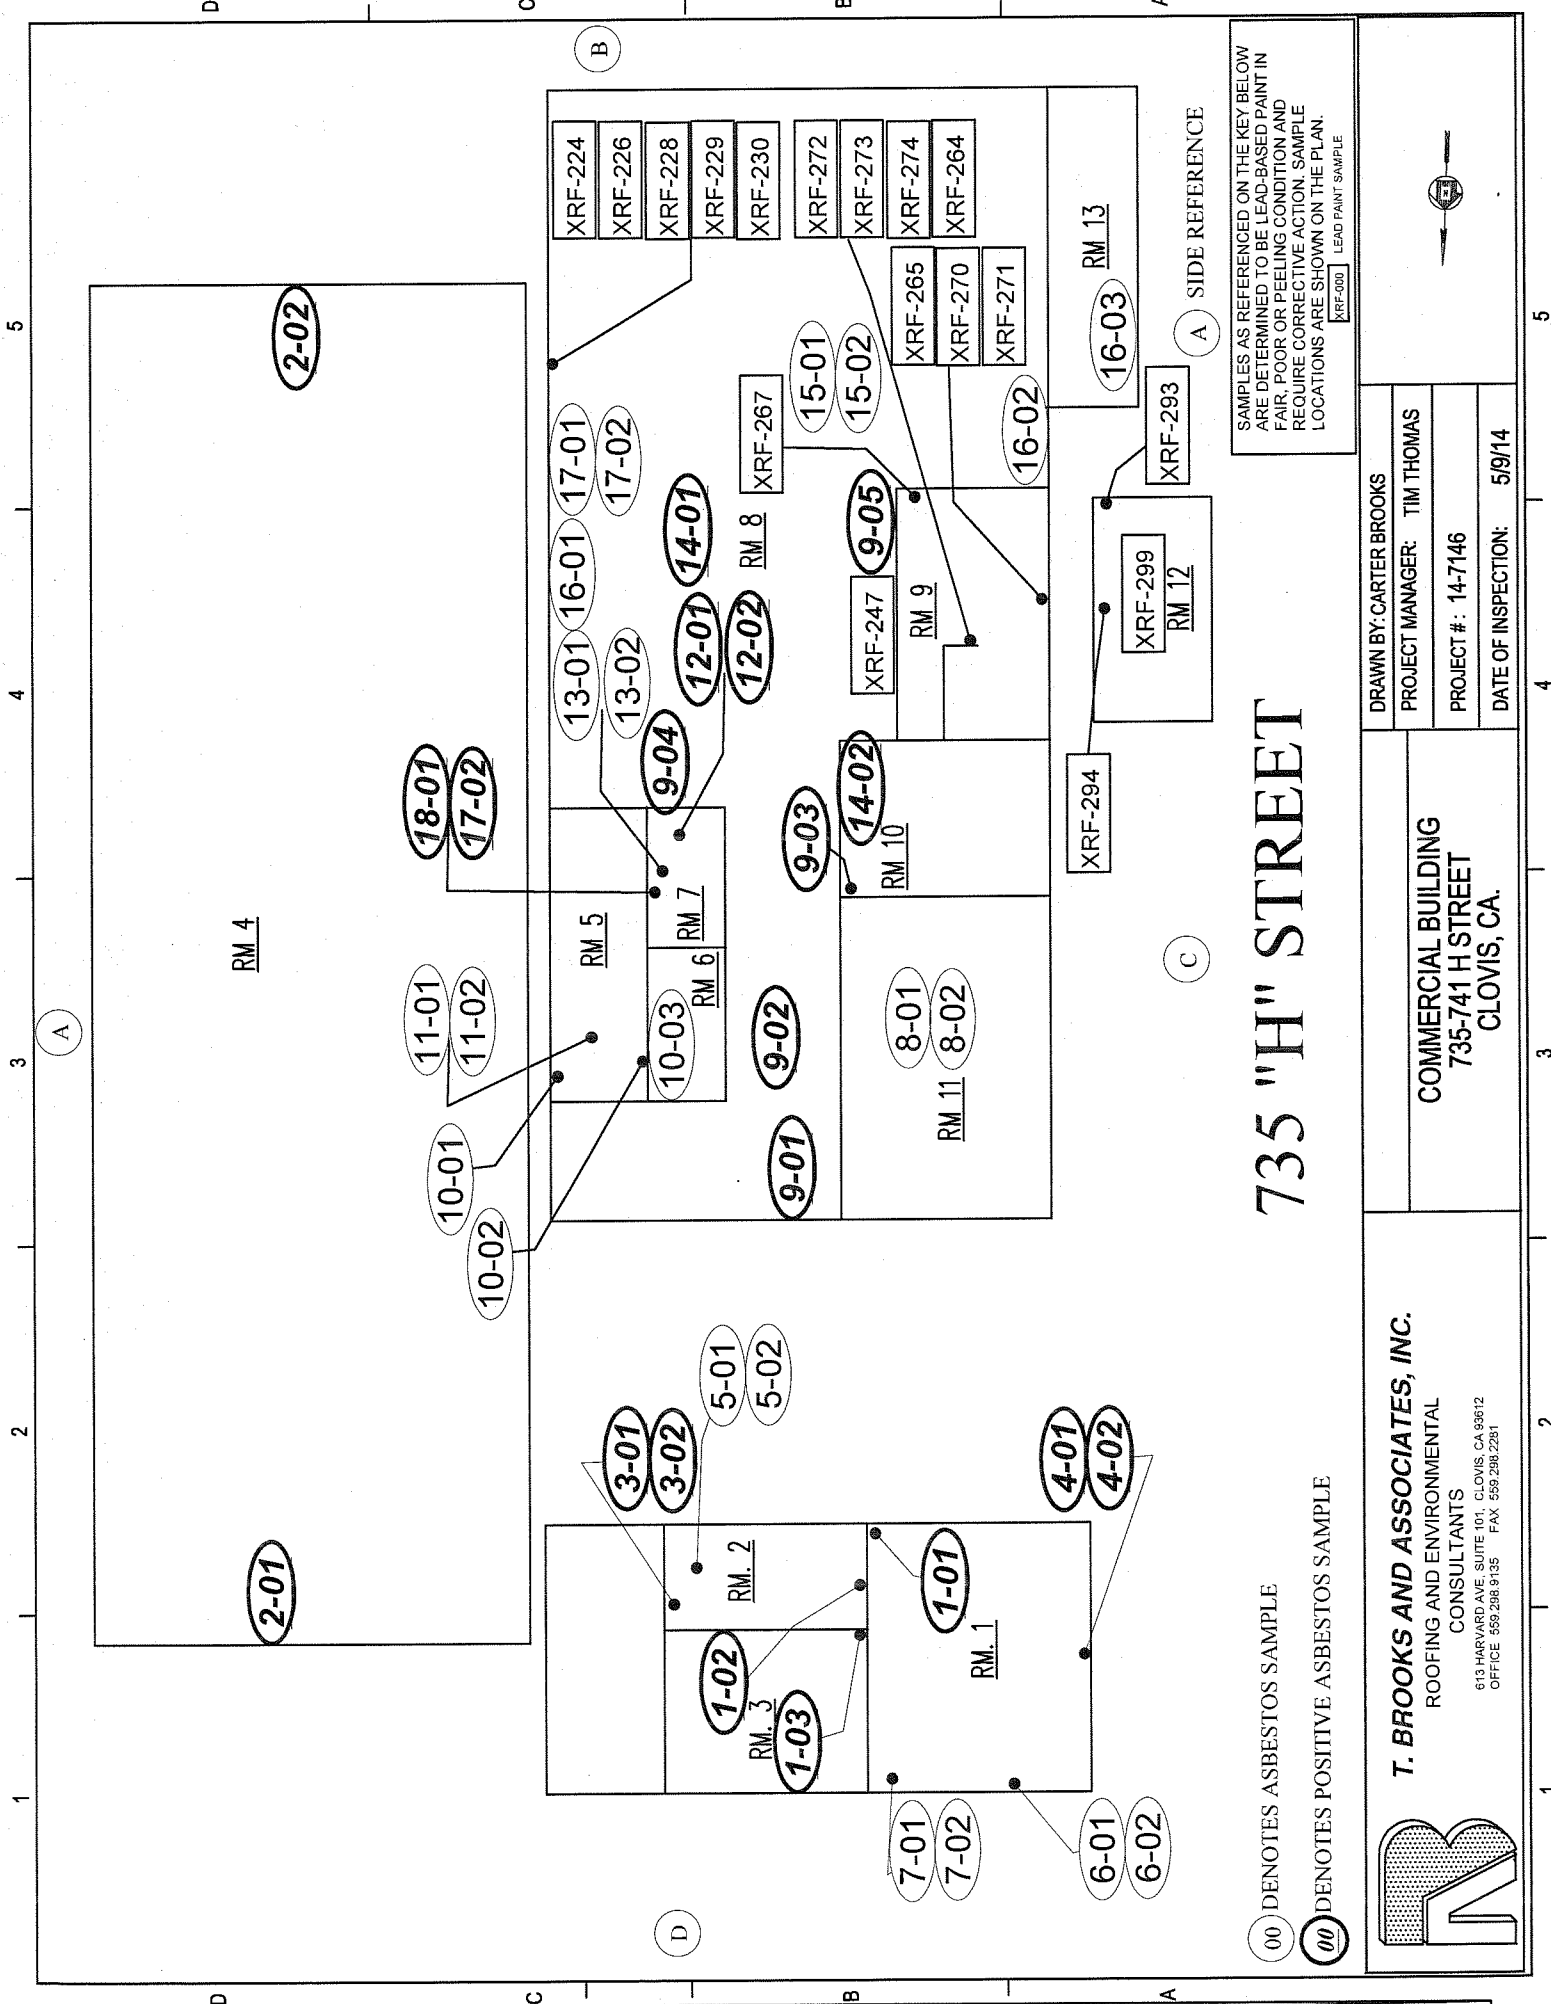 1
2
3
4
5
D
C
B
A
A
RM 4
2-01
2-02
18-01
17-02
11-01
11-02
10-01
10-02
B
XRF-224
XRF-226
XRF-228
XRF-229
XRF-230
XRF-272
XRF-273
XRF-274
XRF-264
XRF-265
XRF-270
XRF-271
17-01
17-02
16-01
13-01
13-02
14-01
12-01
12-02
RM 8
9-04
RM 5
RM 7
RM 6
10-03
XRF-267
15-01
15-02
9-05
XRF-247
RM 9
16-02
RM 13
16-03
9-03
14-02
RM 10
9-02
9-01
8-01
8-02
RM 11
XRF-293
XRF-299
RM 12
XRF-294
C
D
3-01
3-02
5-01
5-02
RM. 2
1-02
RM. 3
1-03
1-01
RM. 1
4-01
4-02
7-01
7-02
6-01
6-02
A SIDE REFERENCE
735 "H" STREET
00 DENOTES ASBESTOS SAMPLE
00 DENOTES POSITIVE ASBESTOS SAMPLE
SAMPLES AS REFERENCED ON THE KEY BELOW
ARE DETERMINED TO BE LEAD-BASED PAINT IN
FAIR, POOR OR PEELING CONDITION AND
REQUIRE CORRECTIVE ACTION. SAMPLE
LOCATIONS ARE SHOWN ON THE PLAN.
XRF-000 LEAD PAINT SAMPLE
T. BROOKS AND ASSOCIATES, INC.
ROOFING AND ENVIRONMENTAL
CONSULTANTS
613 HARVARD AVE, SUITE 101, CLOVIS, CA 93612
OFFICE 559.298.9135 FAX 559.298.2281
COMMERCIAL BUILDING
735-741 H STREET
CLOVIS, CA.
DRAWN BY: CARTER BROOKS
PROJECT MANAGER: TIM THOMAS
PROJECT #: 14-7146
DATE OF INSPECTION: 5/9/14
N
1
2
3
4
5
D
C
B
A